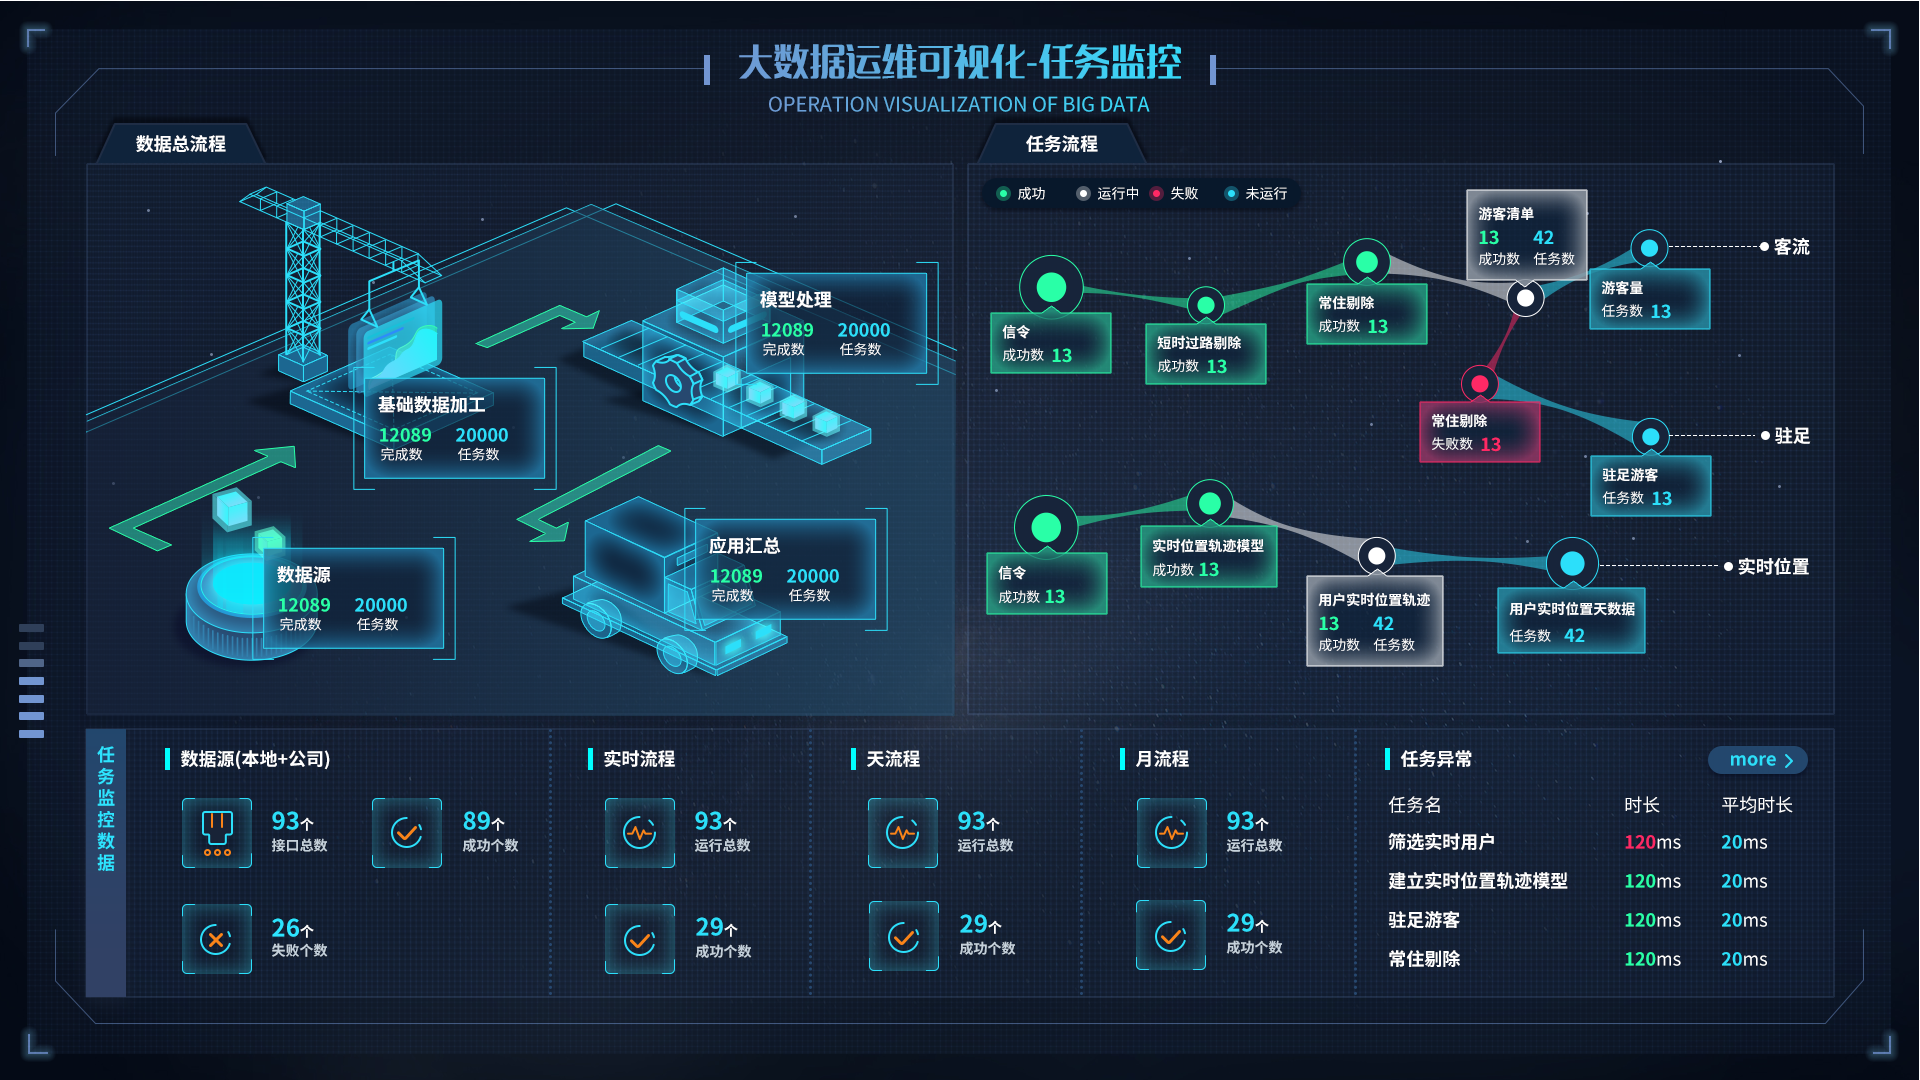 大数据运维可视化-任务监控
OPERATION VISUALIZATION OF BIG DATA
数据总流程
模型处理
12089 20000
完成数 任务数
基础数据加工
12089 20000
完成数 任务数
数据源
12089 20000
完成数 任务数
应用汇总
12089 20000
完成数 任务数
任务流程
成功 运行中 失败 未运行
信令
成功数 13
短时过路剔除
成功数 13
常住剔除
成功数 13
游客清单
13 42
成功数 任务数
游客量
任务数 13
客流
常住剔除
失败数 13
驻足游客
任务数 13
驻足
信令
成功数 13
实时位置轨迹模型
成功数 13
用户实时位置轨迹
13 42
成功数 任务数
用户实时位置天数据
任务数 42
实时位置
任务监控数据
数据源(本地+公司)
93个
接口总数
89个
成功个数
26个
失败个数
实时流程
93个
运行总数
29个
成功个数
天流程
93个
运行总数
29个
成功个数
月流程
93个
运行总数
29个
成功个数
任务异常
more
任务名 时长 平均时长
筛选实时用户 120ms 20ms
建立实时位置轨迹模型 120ms 20ms
驻足游客 120ms 20ms
常住剔除 120ms 20ms